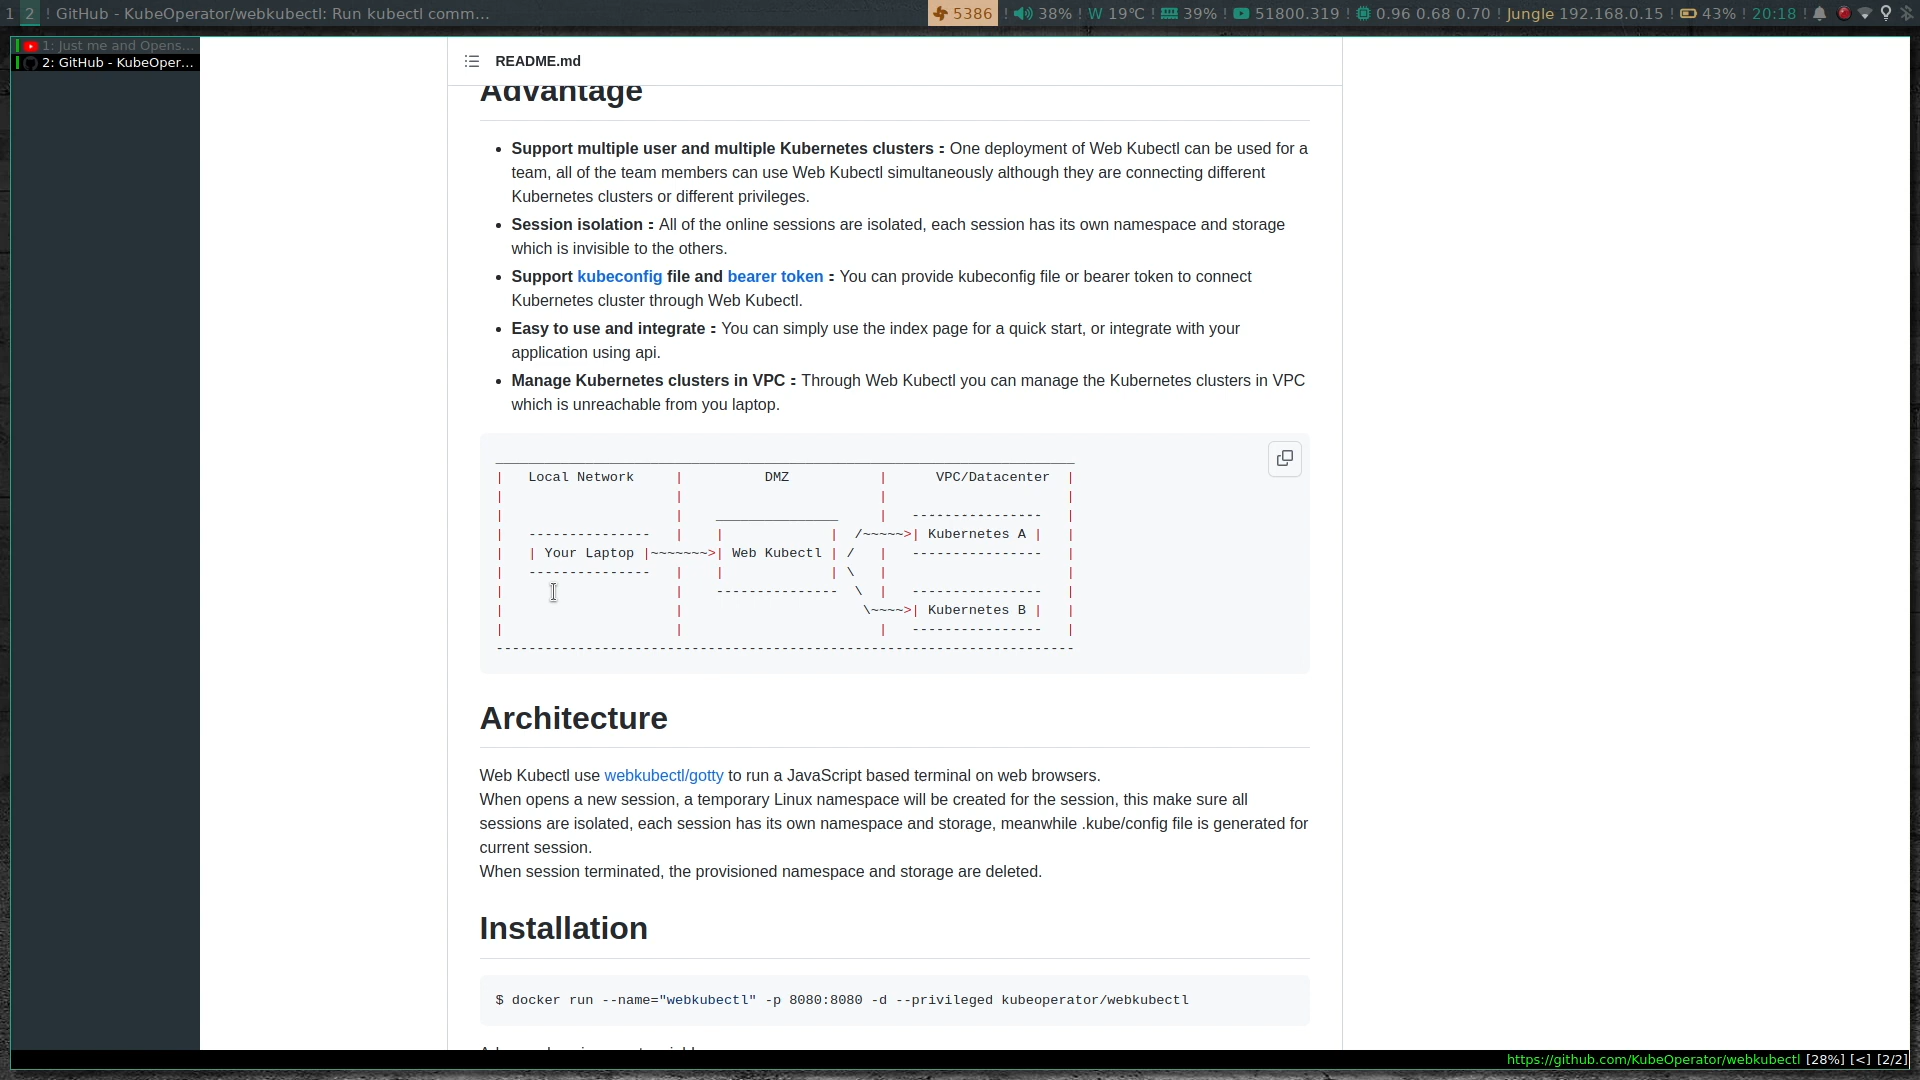 1 2 ! GitHub - KubeOperator/webkubectl: Run kubectl comm... 5386 ! 38% ! W 19℃ ! 39% ! 51800.319 ! 0.96 0.68 0.70 ! Jungle 192.168.0.15 ! 43% ! 20:18 !
1: Just me and Opens...
2: GitHub - KubeOper...
README.md
Advantage
• Support multiple user and multiple Kubernetes clusters： One deployment of Web Kubectl can be used for a
team, all of the team members can use Web Kubectl simultaneously although they are connecting different
Kubernetes clusters or different privileges.
• Session isolation： All of the online sessions are isolated, each session has its own namespace and storage
which is invisible to the others.
• Support kubeconfig file and bearer token： You can provide kubeconfig file or bearer token to connect
Kubernetes cluster through Web Kubectl.
• Easy to use and integrate： You can simply use the index page for a quick start, or integrate with your
application using api.
• Manage Kubernetes clusters in VPC： Through Web Kubectl you can manage the Kubernetes clusters in VPC
which is unreachable from you laptop.
_______________________________________________________________________
|   Local Network     |          DMZ           |      VPC/Datacenter  |
|                     |                        |                      |
|                     |    _______________     |   ----------------   |
|   ---------------   |    |             |  /~~~~~>| Kubernetes A |   |
|   | Your Laptop |~~~~~~~>| Web Kubectl | /   |   ----------------   |
|   ---------------   |    |             | \   |                      |
|                     |    ---------------  \  |   ----------------   |
|                     |                      \~~~~>| Kubernetes B |   |
|                     |                        |   ----------------   |
-----------------------------------------------------------------------
Architecture
Web Kubectl use webkubectl/gotty to run a JavaScript based terminal on web browsers.
When opens a new session, a temporary Linux namespace will be created for the session, this make sure all
sessions are isolated, each session has its own namespace and storage, meanwhile .kube/config file is generated for
current session.
When session terminated, the provisioned namespace and storage are deleted.
Installation
$ docker run --name="webkubectl" -p 8080:8080 -d --privileged kubeoperator/webkubectl
https://github.com/KubeOperator/webkubectl [28%] [<] [2/2]